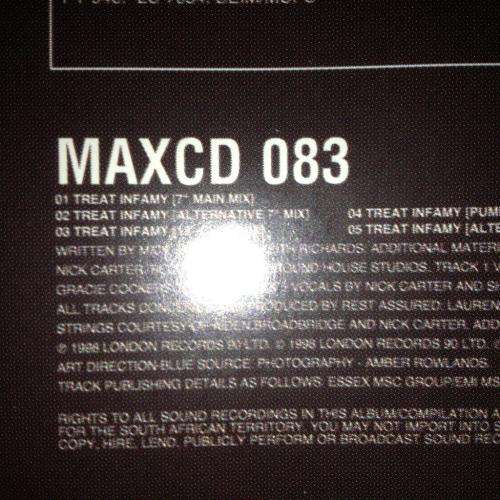 MAXCD 083
01 TREAT INFAMY [7" MAIN MIX]
02 TREAT INFAMY [ALTERNATIVE 7" MIX] 04 TREAT INFAMY [PUM
03 TREAT INFAMY 05 TREAT INFAMY [ALTE
WRITTEN BY RICHARDS. ADDITIONAL MATER
NICK CARTER. HOUSE STUDIOS. TRACK 1 V
GRACIE COCKER VOCALS BY NICK CARTER AND
ALL TRACKS PRODUCED BY REST ASSURED: LAUREN
STRINGS COURTESY OF AIDEN BROADBRIDGE AND NICK CARTER. ADD
℗ 1998 LONDON RECORDS 90 LTD. © 1998 LONDON RECORDS 90 LTD.
ART DIRECTION-BLUE SOURCE PHOTOGRAPHY - AMBER ROWLANDS.
TRACK PUBLISHING DETAILS AS FOLLOWS: ESSEX MSC GROUP/EMI MS
RIGHTS TO ALL SOUND RECORDINGS IN THIS ALBUM/COMPILATION A
FOR THE SOUTH AFRICAN TERRITORY. YOU MAY NOT IMPORT INTO S
COPY, HIRE, LEND, PUBLICLY PERFORM OR BROADCAST SOUND REC